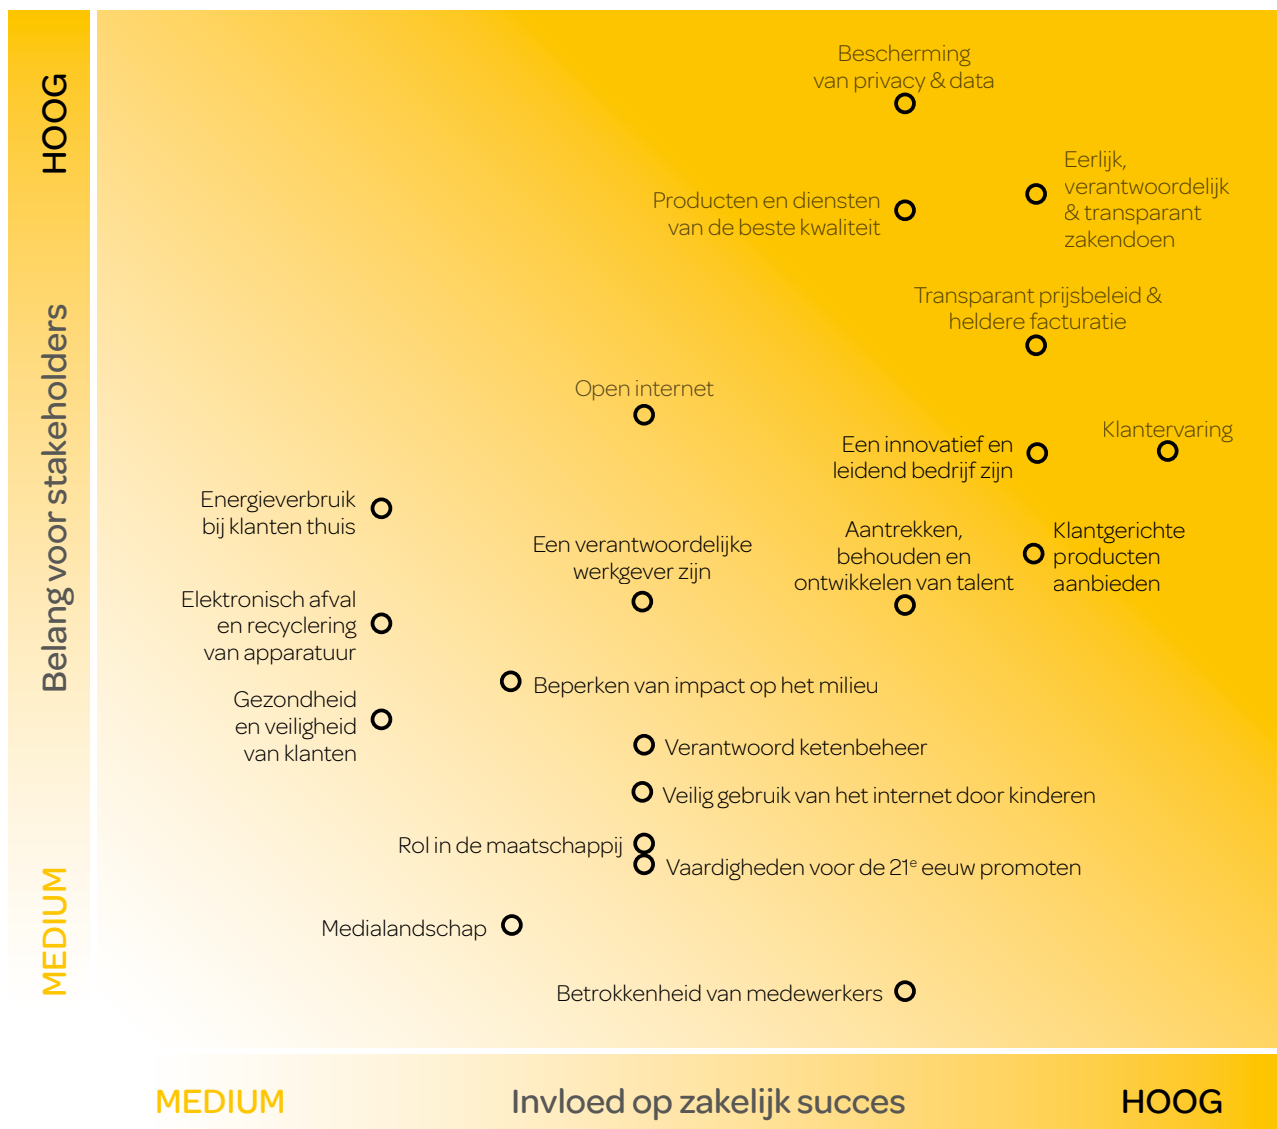 HOOG
Belang voor stakeholders
MEDIUM
Bescherming
van privacy & data
Eerlijk,
verantwoordelijk
& transparant
zakendoen
Producten en diensten
van de beste kwaliteit
Transparant prijsbeleid &
heldere facturatie
Open internet
Een innovatief en
leidend bedrijf zijn
Klantervaring
Energieverbruik
bij klanten thuis
Een verantwoordelijke
werkgever zijn
Aantrekken,
behouden en
ontwikkelen van talent
Klantgerichte
producten
aanbieden
Elektronisch afval
en recyclering
van apparatuur
Beperken van impact op het milieu
Gezondheid
en veiligheid
van klanten
Verantwoord ketenbeheer
Veilig gebruik van het internet door kinderen
Rol in de maatschappij
Vaardigheden voor de 21e eeuw promoten
Medialandschap
Betrokkenheid van medewerkers
MEDIUM
Invloed op zakelijk succes
HOOG